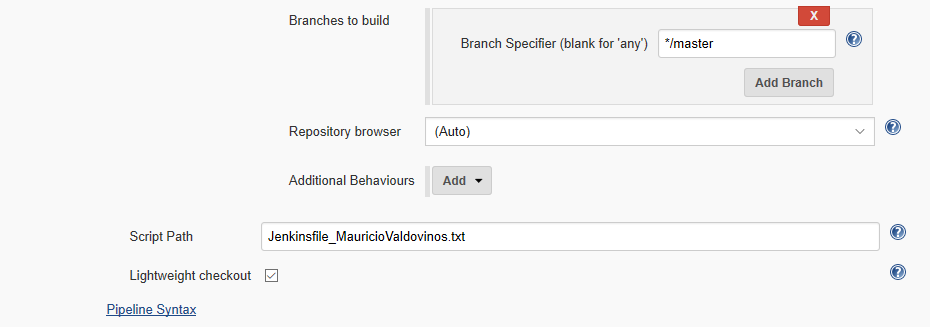 Branches to build
X
Branch Specifier (blank for 'any') */master ?
Add Branch
Repository browser (Auto) ?
Additional Behaviours Add
Script Path Jenkinsfile_MauricioValdovinos.txt ?
Lightweight checkout ?
Pipeline Syntax